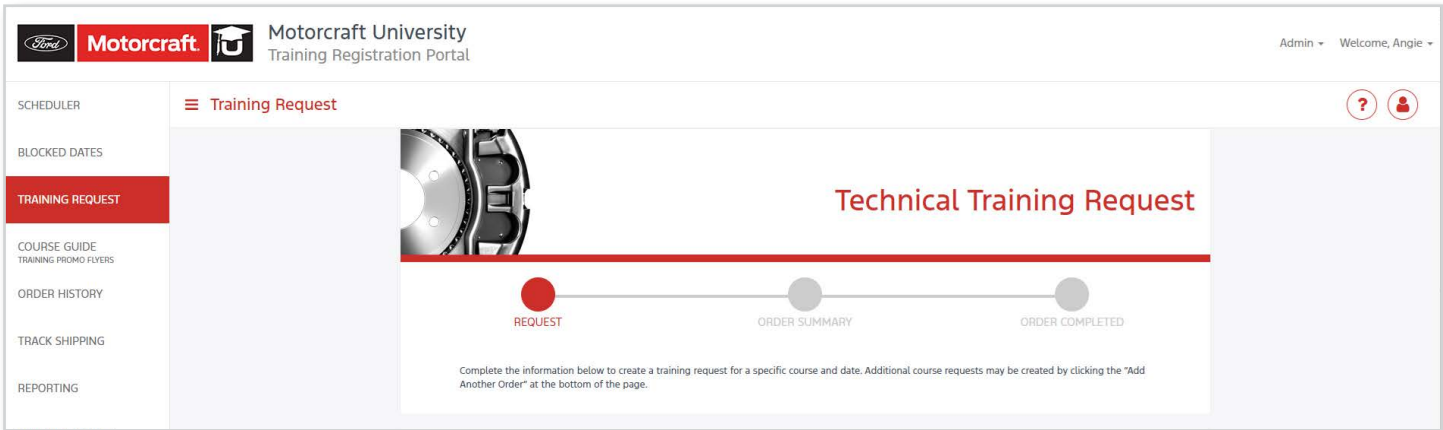 Ford
Motorcraft.
U
Motorcraft University
Training Registration Portal
Admin
Welcome, Angie
SCHEDULER
BLOCKED DATES
TRAINING REQUEST
COURSE GUIDE
TRAINING PROMO FLYERS
ORDER HISTORY
TRACK SHIPPING
REPORTING
Training Request
?
Technical Training Request
REQUEST
ORDER SUMMARY
ORDER COMPLETED
Complete the information below to create a training request for a specific course and date. Additional course requests may be created by clicking the "Add
Another Order" at the bottom of the page.